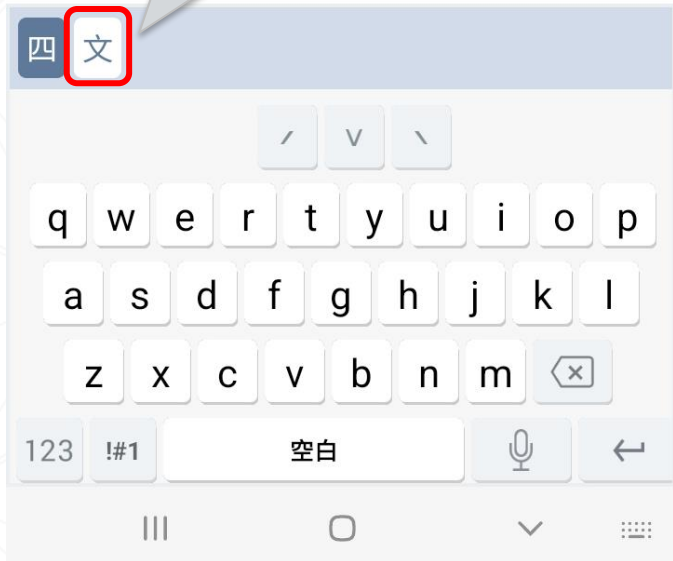 四 文
ˊ ˇ ˋ
q w e r t y u i o p
a s d f g h j k l
z x c v b n m
123 !#1 空白